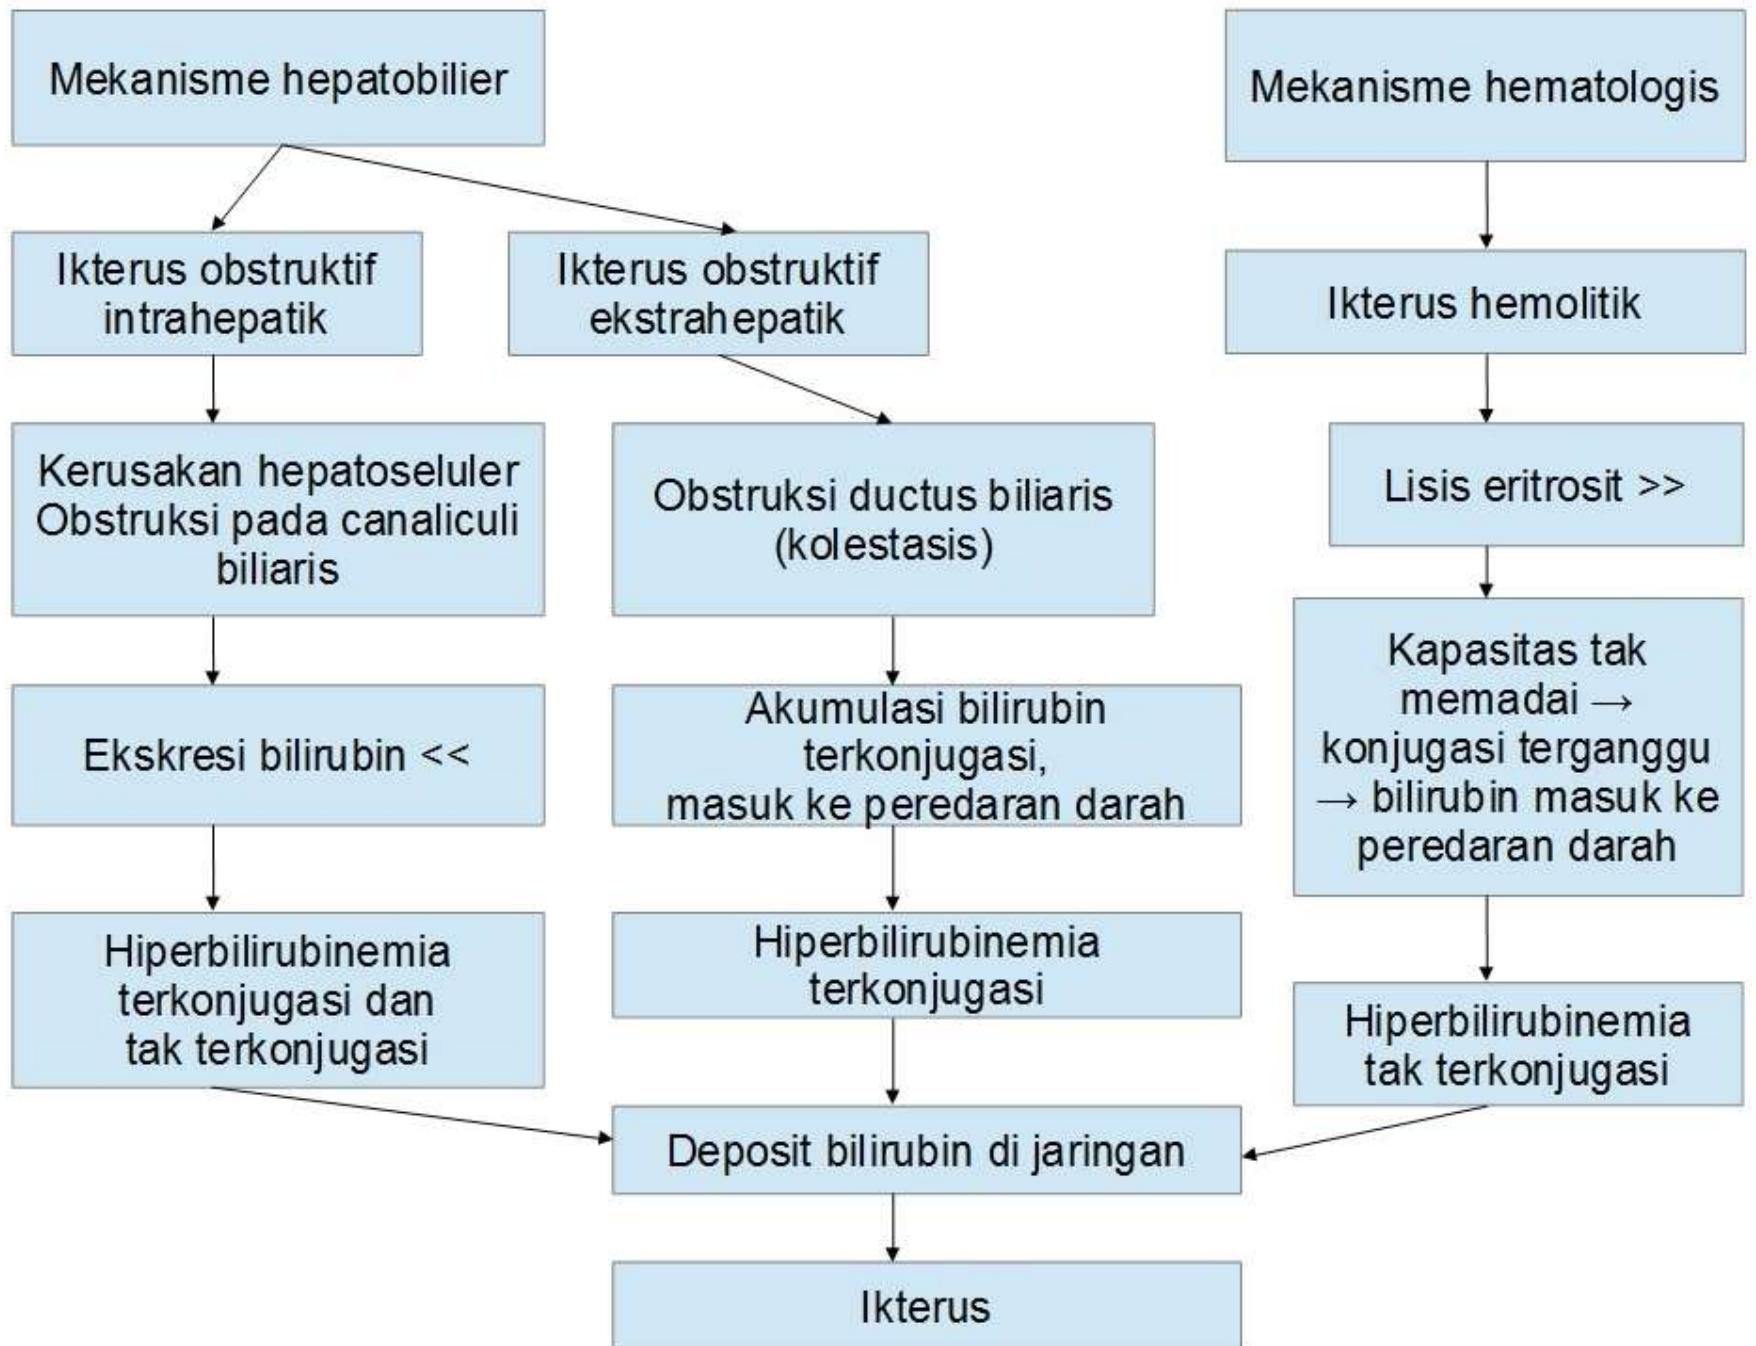 Mekanisme hepatobilier
Mekanisme hematologis
Ikterus obstruktif
intrahepatik
Ikterus obstruktif
ekstrahepatik
Ikterus hemolitik
Kerusakan hepatoseluler
Obstruksi pada canaliculi
biliaris
Obstruksi ductus biliaris
(kolestasis)
Lisis eritrosit >>
Ekskresi bilirubin <<
Akumulasi bilirubin
terkonjugasi,
masuk ke peredaran darah
Kapasitas tak
memadai →
konjugasi terganggu
→ bilirubin masuk ke
peredaran darah
Hiperbilirubinemia
terkonjugasi dan
tak terkonjugasi
Hiperbilirubinemia
terkonjugasi
Hiperbilirubinemia
tak terkonjugasi
Deposit bilirubin di jaringan
Ikterus